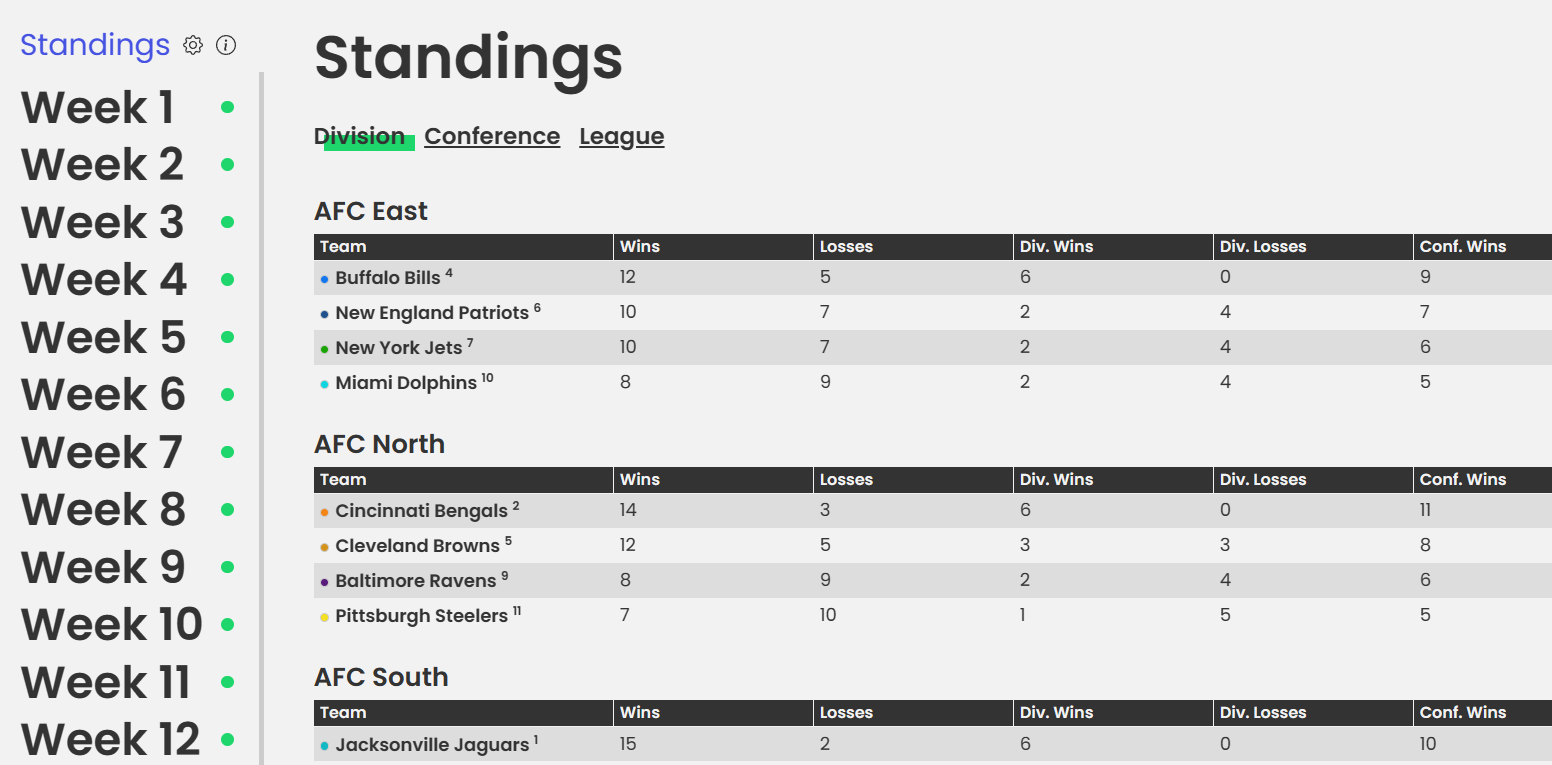 Standings
Week 1
Week 2
Week 3
Week 4
Week 5
Week 6
Week 7
Week 8
Week 9
Week 10
Week 11
Week 12
Standings
Division Conference League
AFC East
Team Wins Losses Div. Wins Div. Losses Conf. Wins
Buffalo Bills 4 12 5 6 0 9
New England Patriots 6 10 7 2 4 7
New York Jets 7 10 7 2 4 6
Miami Dolphins 10 8 9 2 4 5
AFC North
Team Wins Losses Div. Wins Div. Losses Conf. Wins
Cincinnati Bengals 2 14 3 6 0 11
Cleveland Browns 5 12 5 3 3 8
Baltimore Ravens 9 8 9 2 4 6
Pittsburgh Steelers 11 7 10 1 5 5
AFC South
Team Wins Losses Div. Wins Div. Losses Conf. Wins
Jacksonville Jaguars 1 15 2 6 0 10